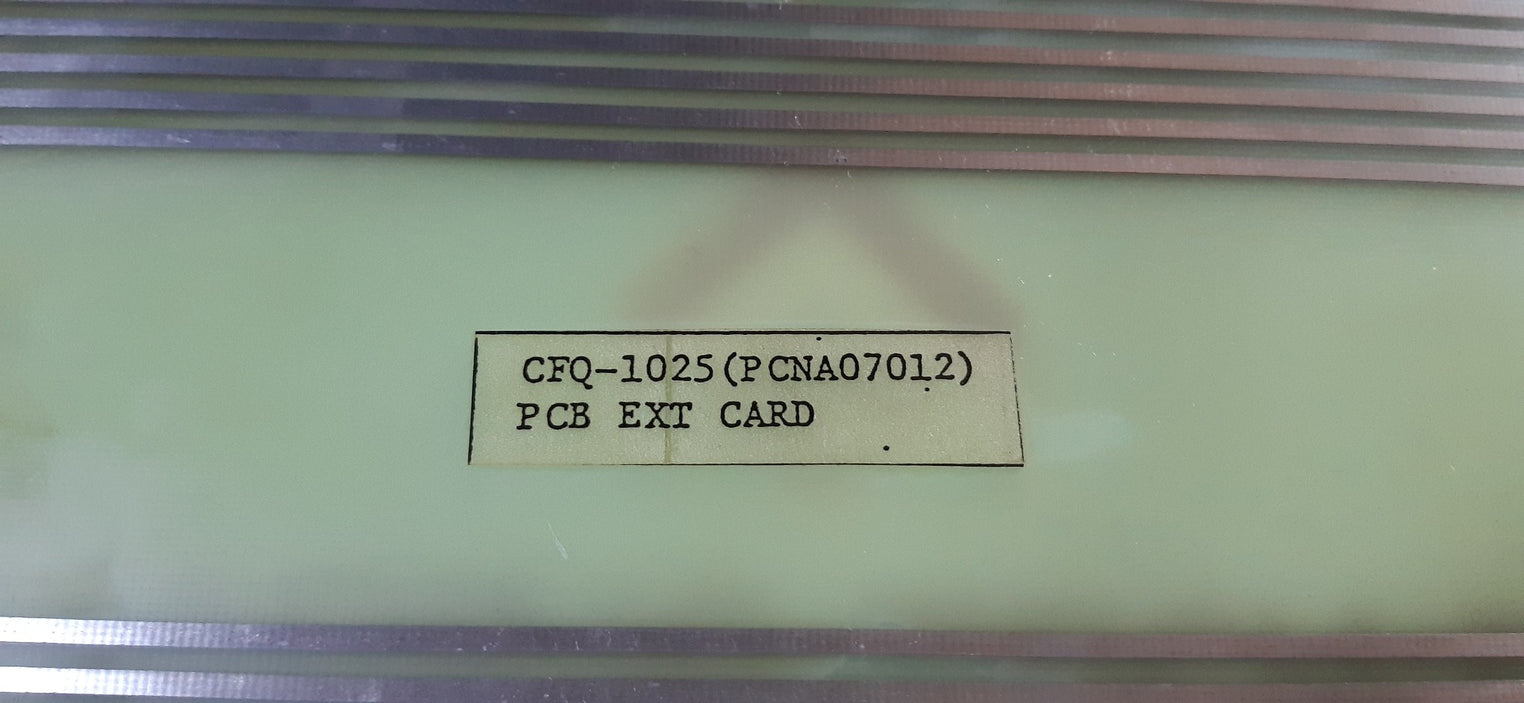 CFQ-1025(PCNA07012)
PCB EXT CARD